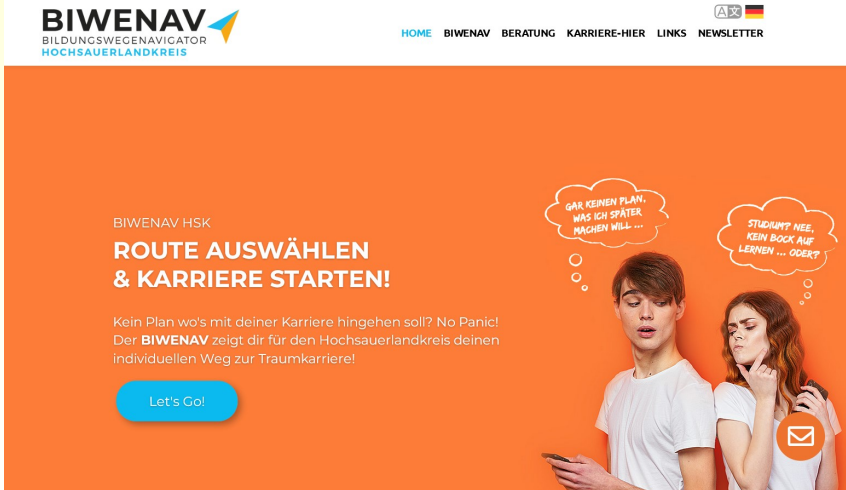 BIWENAV
BILDUNGSWEGENAVIGATOR
HOCHSAUERLANDKREIS
A 文
HOME BIWENAV BERATUNG KARRIERE-HIER LINKS NEWSLETTER
BIWENAV HSK
ROUTE AUSWÄHLEN
& KARRIERE STARTEN!
Kein Plan wo's mit deiner Karriere hingehen soll? No Panic!
Der BIWENAV zeigt dir für den Hochsauerlandkreis deinen
individuellen Weg zur Traumkarriere!
Let's Go!
GAR KEINEN PLAN,
WAS ICH SPÄTER
MACHEN WILL ...
STUDIUM? NEE,
KEIN BOCK AUF
LERNEN ... ODER?